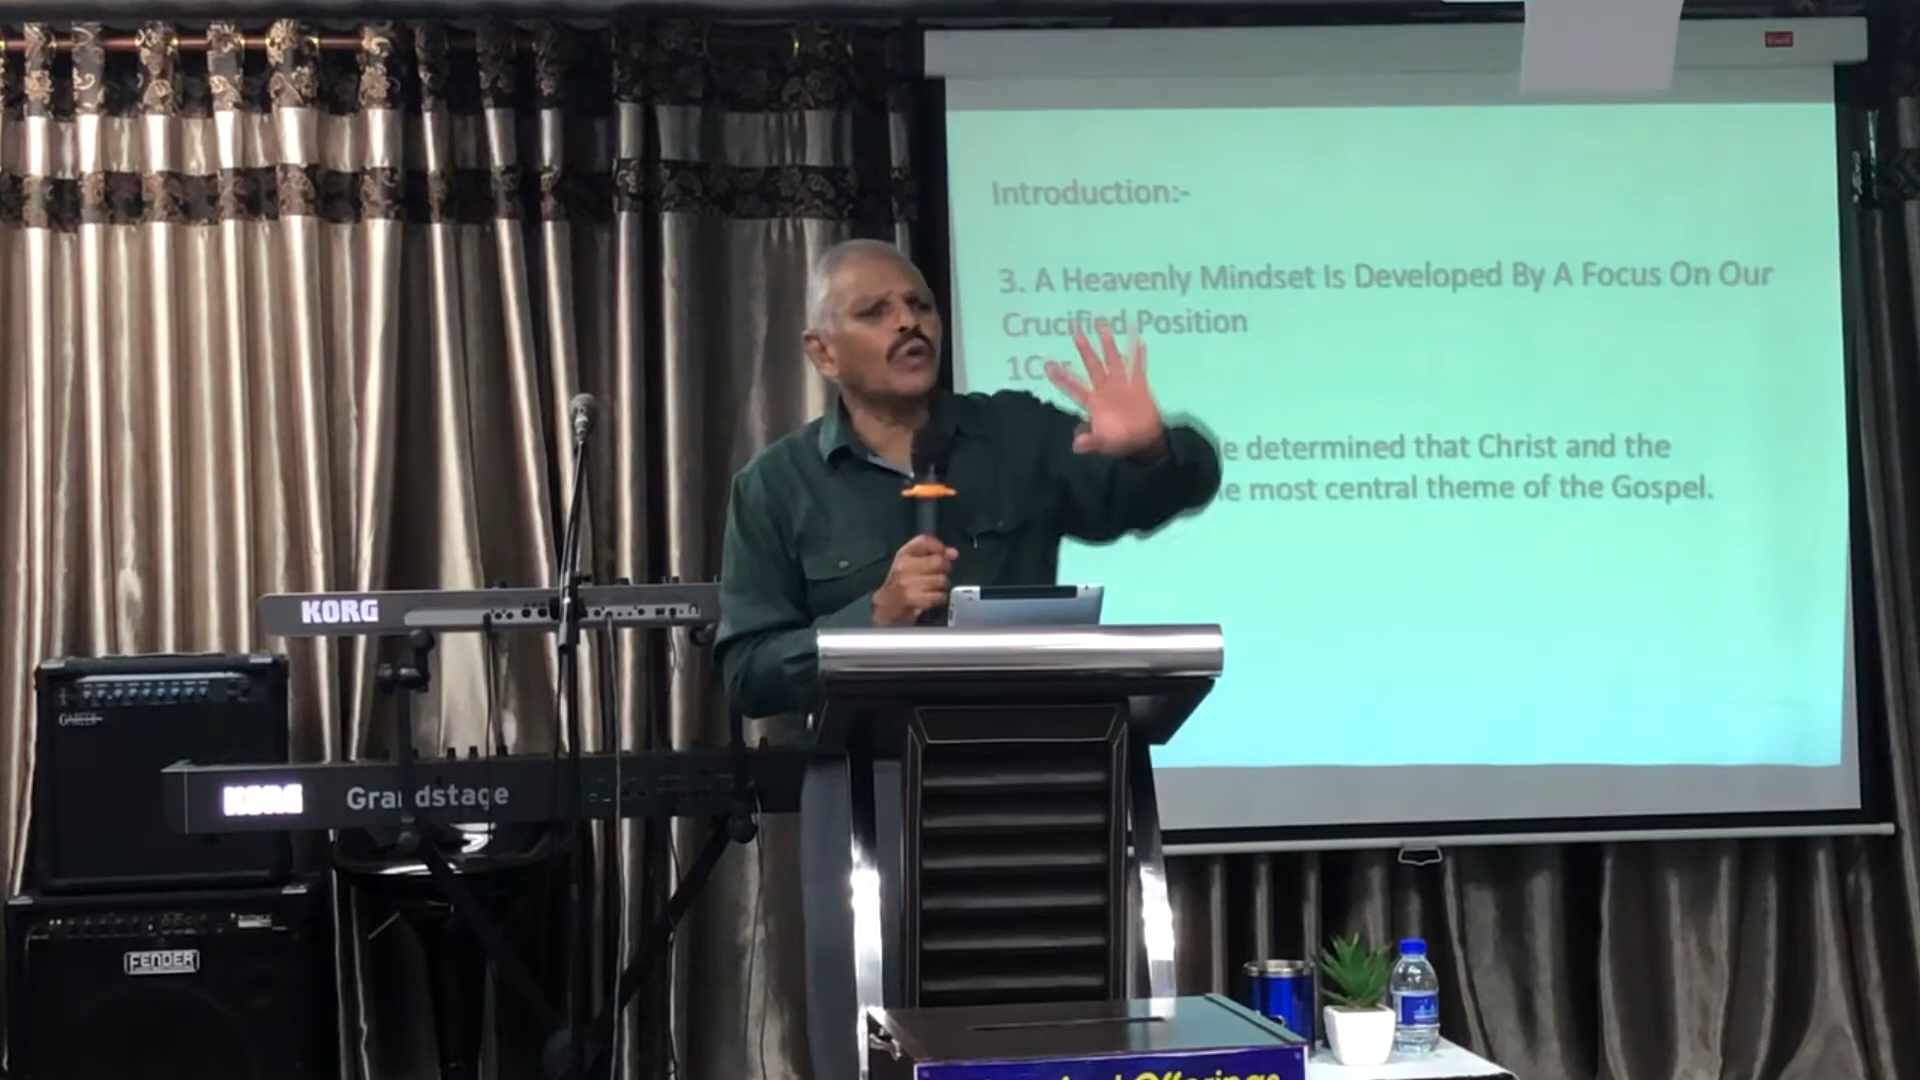 Introduction:-
3. A Heavenly Mindset Is Developed By A Focus On Our
Crucified Position
determined that Christ and the
most central theme of the Gospel.
KORG
KORG Grandstage
FENDER
Offerings